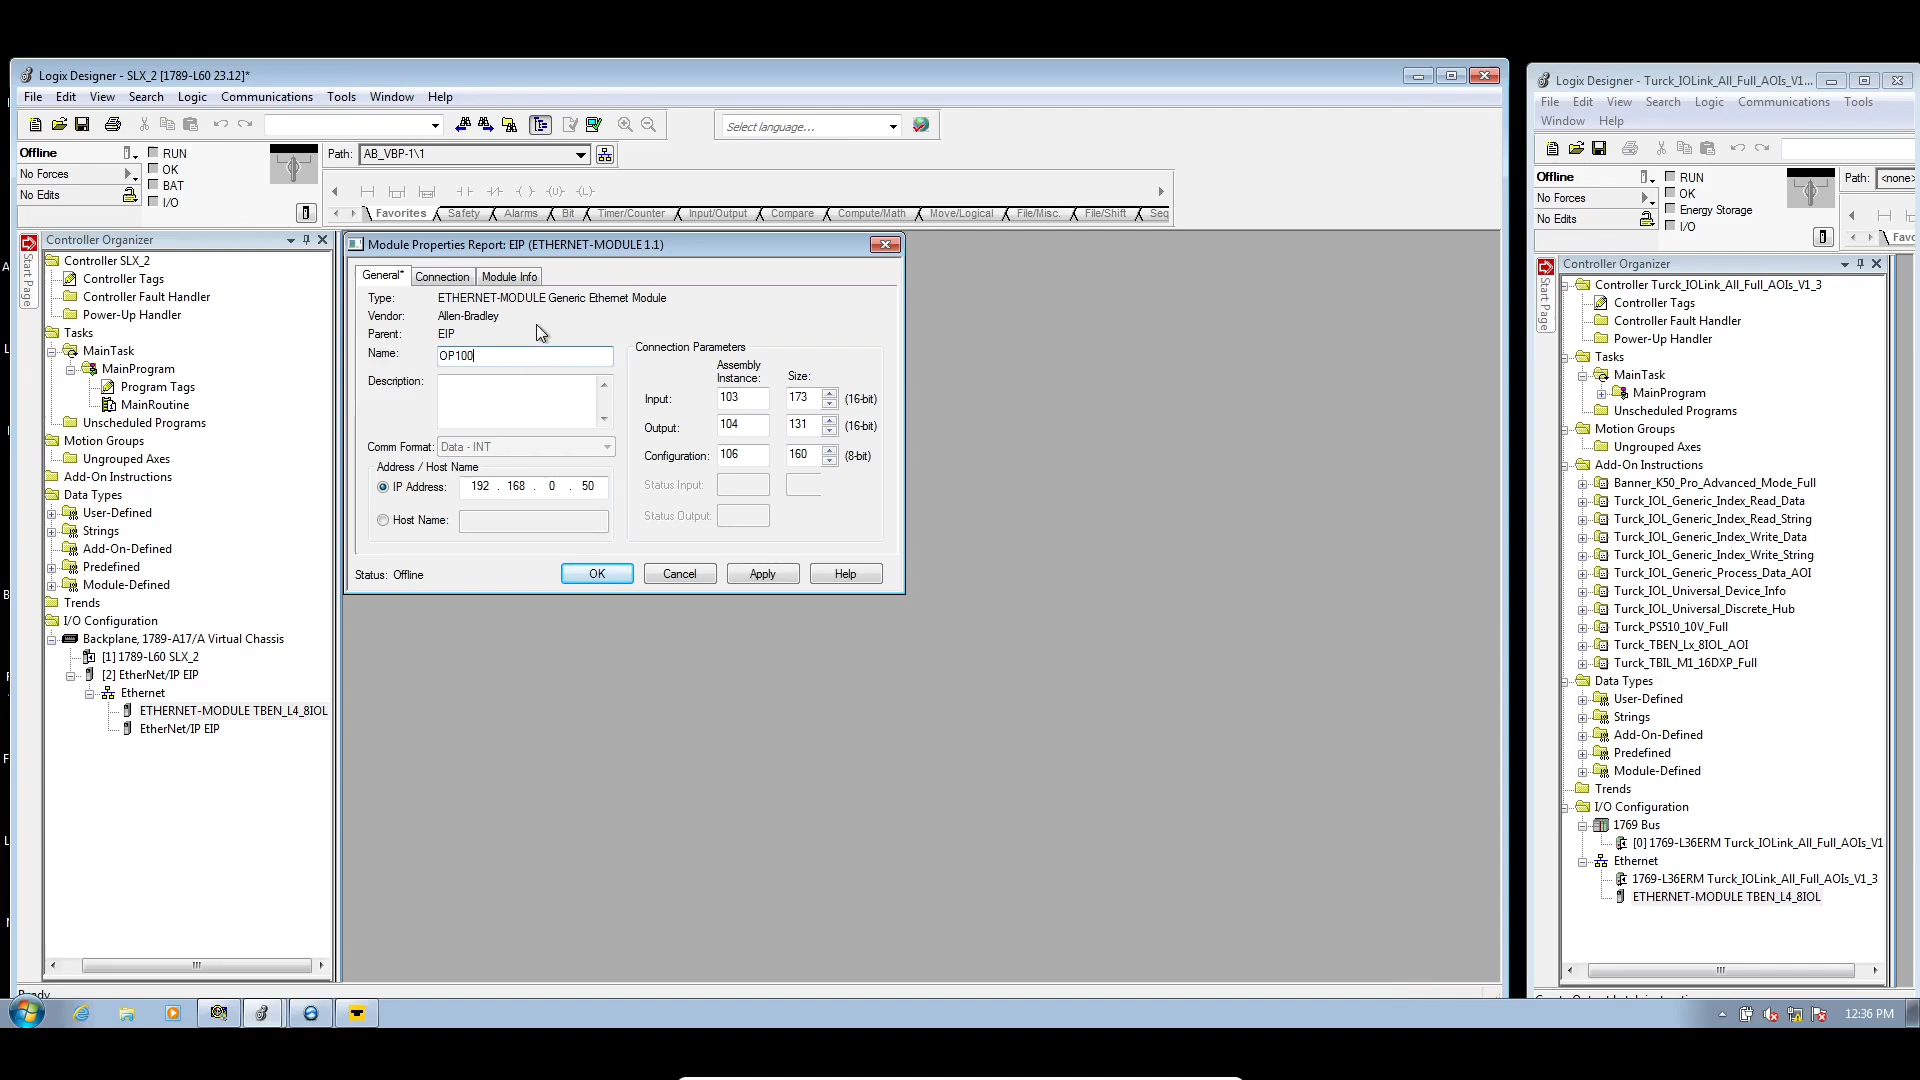 Logix Designer - SLX_2 [1789-L60 23.12]*
File Edit View Search Logic Communications Tools Window Help
Select language...
Offline
No Forces
No Edits
RUN
OK
BAT
I/O
Path: AB_VBP-1\1
Favorites Safety Alarms Bit Timer/Counter Input/Output Compare Compute/Math Move/Logical File/Misc. File/Shift Seq
Start Page
Controller Organizer
Controller SLX_2
Controller Tags
Controller Fault Handler
Power-Up Handler
Tasks
MainTask
MainProgram
Program Tags
MainRoutine
Unscheduled Programs
Motion Groups
Ungrouped Axes
Add-On Instructions
Data Types
User-Defined
Strings
Add-On-Defined
Predefined
Module-Defined
Trends
I/O Configuration
Backplane, 1789-A17/A Virtual Chassis
[1] 1789-L60 SLX_2
[2] EtherNet/IP EIP
Ethernet
ETHERNET-MODULE TBEN_L4_8IOL
EtherNet/IP EIP
Ready
Module Properties Report: EIP (ETHERNET-MODULE 1.1)
General* Connection Module Info
Type: ETHERNET-MODULE Generic Ethernet Module
Vendor: Allen-Bradley
Parent: EIP
Name: OP100
Description:
Comm Format: Data - INT
Address / Host Name
IP Address: 192 . 168 . 0 . 50
Host Name:
Connection Parameters
Assembly
Instance: Size:
Input: 103 173 (16-bit)
Output: 104 131 (16-bit)
Configuration: 106 160 (8-bit)
Status Input:
Status Output:
Status: Offline
OK Cancel Apply Help
Logix Designer - Turck_IOLink_All_Full_AOIs_V1...
File Edit View Search Logic Communications Tools
Window Help
Offline
No Forces
No Edits
RUN
OK
Energy Storage
I/O
Path: <none>
Favo
Start Page
Controller Organizer
Controller Turck_IOLink_All_Full_AOIs_V1_3
Controller Tags
Controller Fault Handler
Power-Up Handler
Tasks
MainTask
MainProgram
Unscheduled Programs
Motion Groups
Ungrouped Axes
Add-On Instructions
Banner_K50_Pro_Advanced_Mode_Full
Turck_IOL_Generic_Index_Read_Data
Turck_IOL_Generic_Index_Read_String
Turck_IOL_Generic_Index_Write_Data
Turck_IOL_Generic_Index_Write_String
Turck_IOL_Generic_Process_Data_AOI
Turck_IOL_Universal_Device_Info
Turck_IOL_Universal_Discrete_Hub
Turck_PS510_10V_Full
Turck_TBEN_Lx_8IOL_AOI
Turck_TBIL_M1_16DXP_Full
Data Types
User-Defined
Strings
Add-On-Defined
Predefined
Module-Defined
Trends
I/O Configuration
1769 Bus
[0] 1769-L36ERM Turck_IOLink_All_Full_AOIs_V1
Ethernet
1769-L36ERM Turck_IOLink_All_Full_AOIs_V1_3
ETHERNET-MODULE TBEN_L4_8IOL
12:36 PM